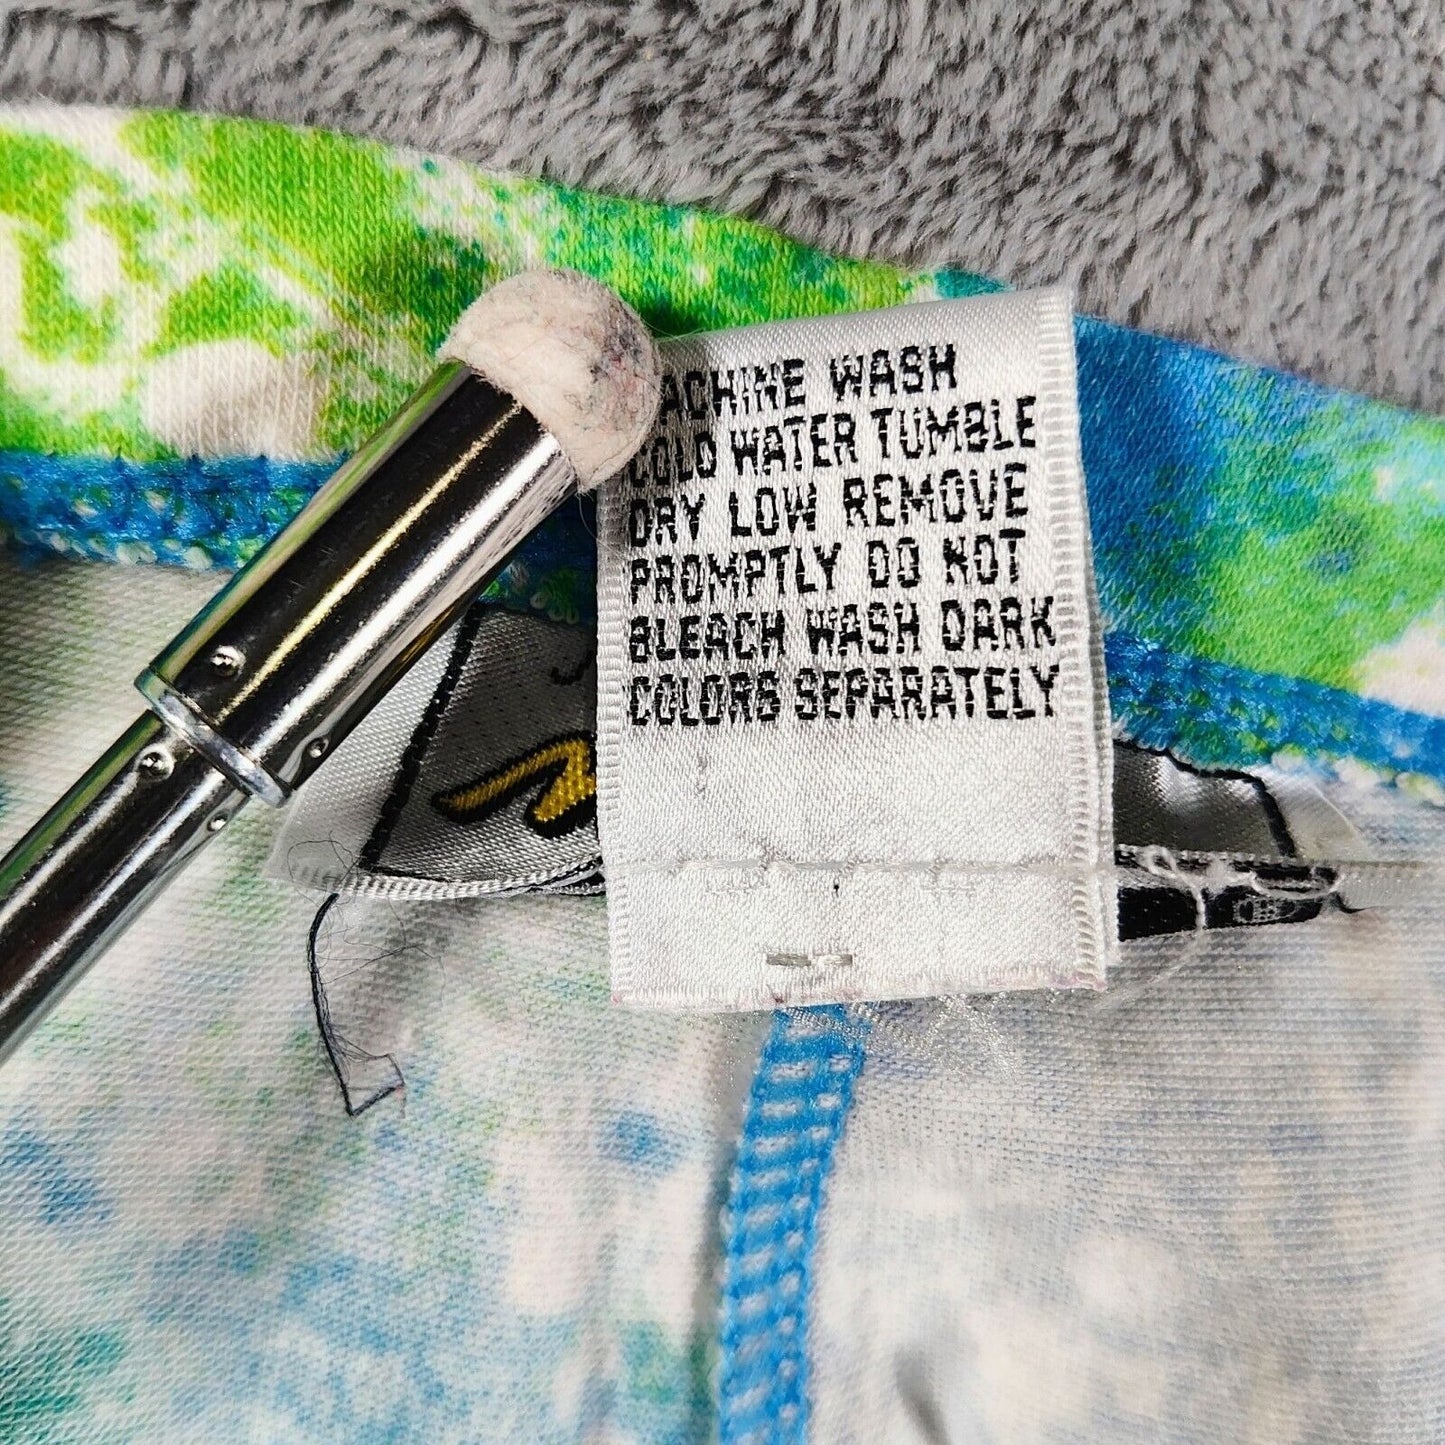 MACHINE WASH
COLD WATER TUMBLE
DRY LOW REMOVE
PROMPTLY DO NOT
BLEACH WASH DARK
COLORS SEPARATELY